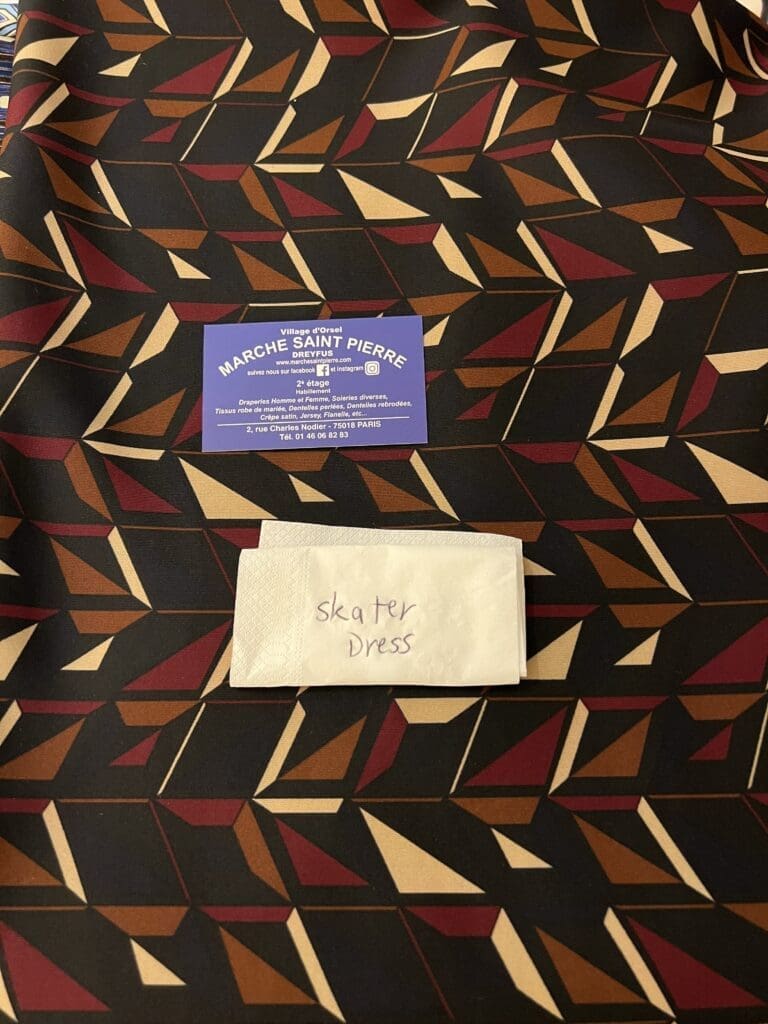 Village d'Orsel
MARCHE SAINT PIERRE
DREYFUS
www.marchesaintpierre.com
suivez nous sur facebook f et instagram
2è étage
Habillement
Draperies Homme et Femme, Soieries diverses,
Tissus robe de mariée, Dentelles perlées, Dentelles rebrodées,
Crêpe satin, Jersey, Flanelle, etc...
2, rue Charles Nodier - 75018 PARIS
Tél. 01 46 06 82 83
skater
Dress